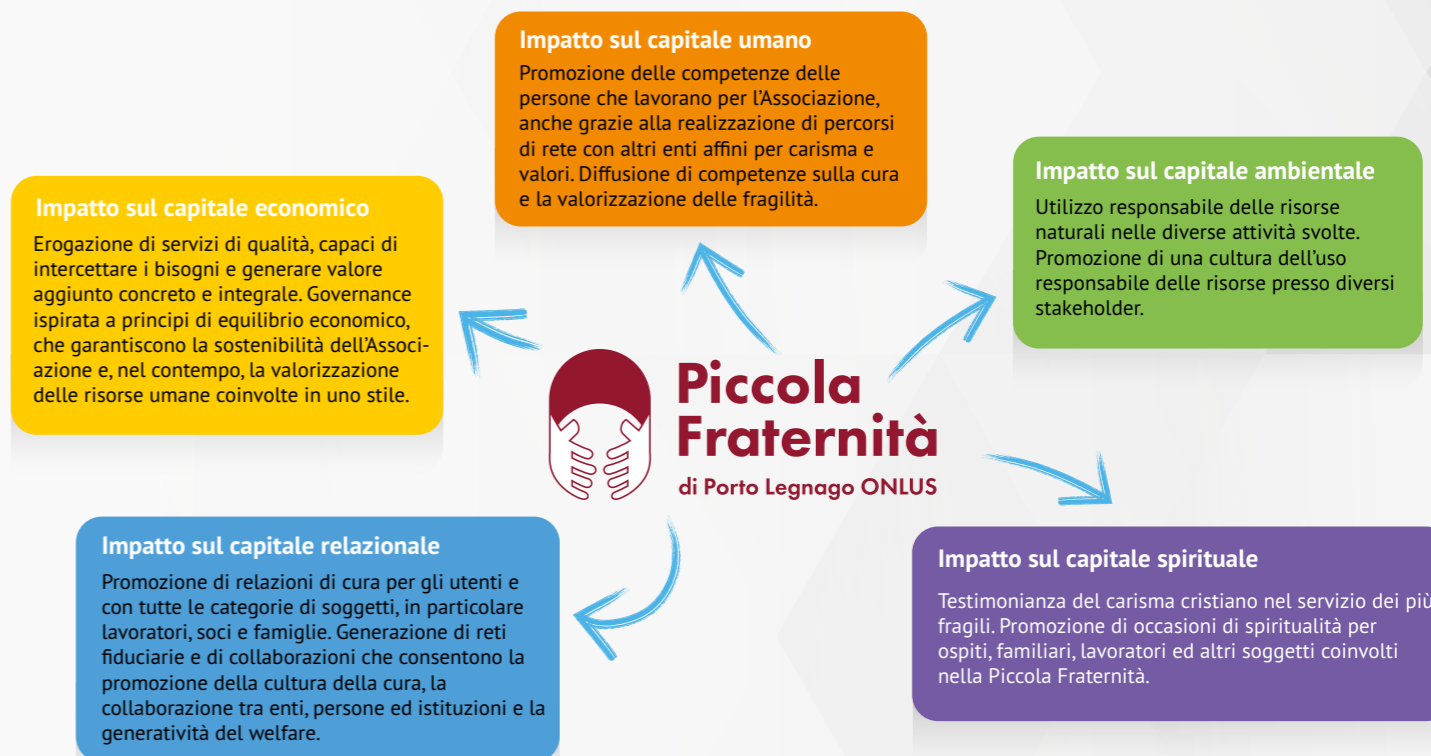 Impatto sul capitale umano
Promozione delle competenze delle
persone che lavorano per l'Associazione,
anche grazie alla realizzazione di percorsi
di rete con altri enti affini per carisma e
valori. Diffusione di competenze sulla cura
e la valorizzazione delle fragilità.
Impatto sul capitale ambientale
Utilizzo responsabile delle risorse
naturali nelle diverse attività svolte.
Promozione di una cultura dell'uso
responsabile delle risorse presso diversi
stakeholder.
Impatto sul capitale economico
Erogazione di servizi di qualità, capaci di
intercettare i bisogni e generare valore
aggiunto concreto e integrale. Governance
ispirata a principi di equilibrio economico,
che garantiscono la sostenibilità dell'Associ-
azione e, nel contempo, la valorizzazione
delle risorse umane coinvolte in uno stile.
Piccola
Fraternità
di Porto Legnago ONLUS
Impatto sul capitale relazionale
Promozione di relazioni di cura per gli utenti e
con tutte le categorie di soggetti, in particolare
lavoratori, soci e famiglie. Generazione di reti
fiduciarie e di collaborazioni che consentono la
promozione della cultura della cura, la
collaborazione tra enti, persone ed istituzioni e la
generatività del welfare.
Impatto sul capitale spirituale
Testimonianza del carisma cristiano nel servizio dei più
fragili. Promozione di occasioni di spiritualità per
ospiti, familiari, lavoratori ed altri soggetti coinvolti
nella Piccola Fraternità.